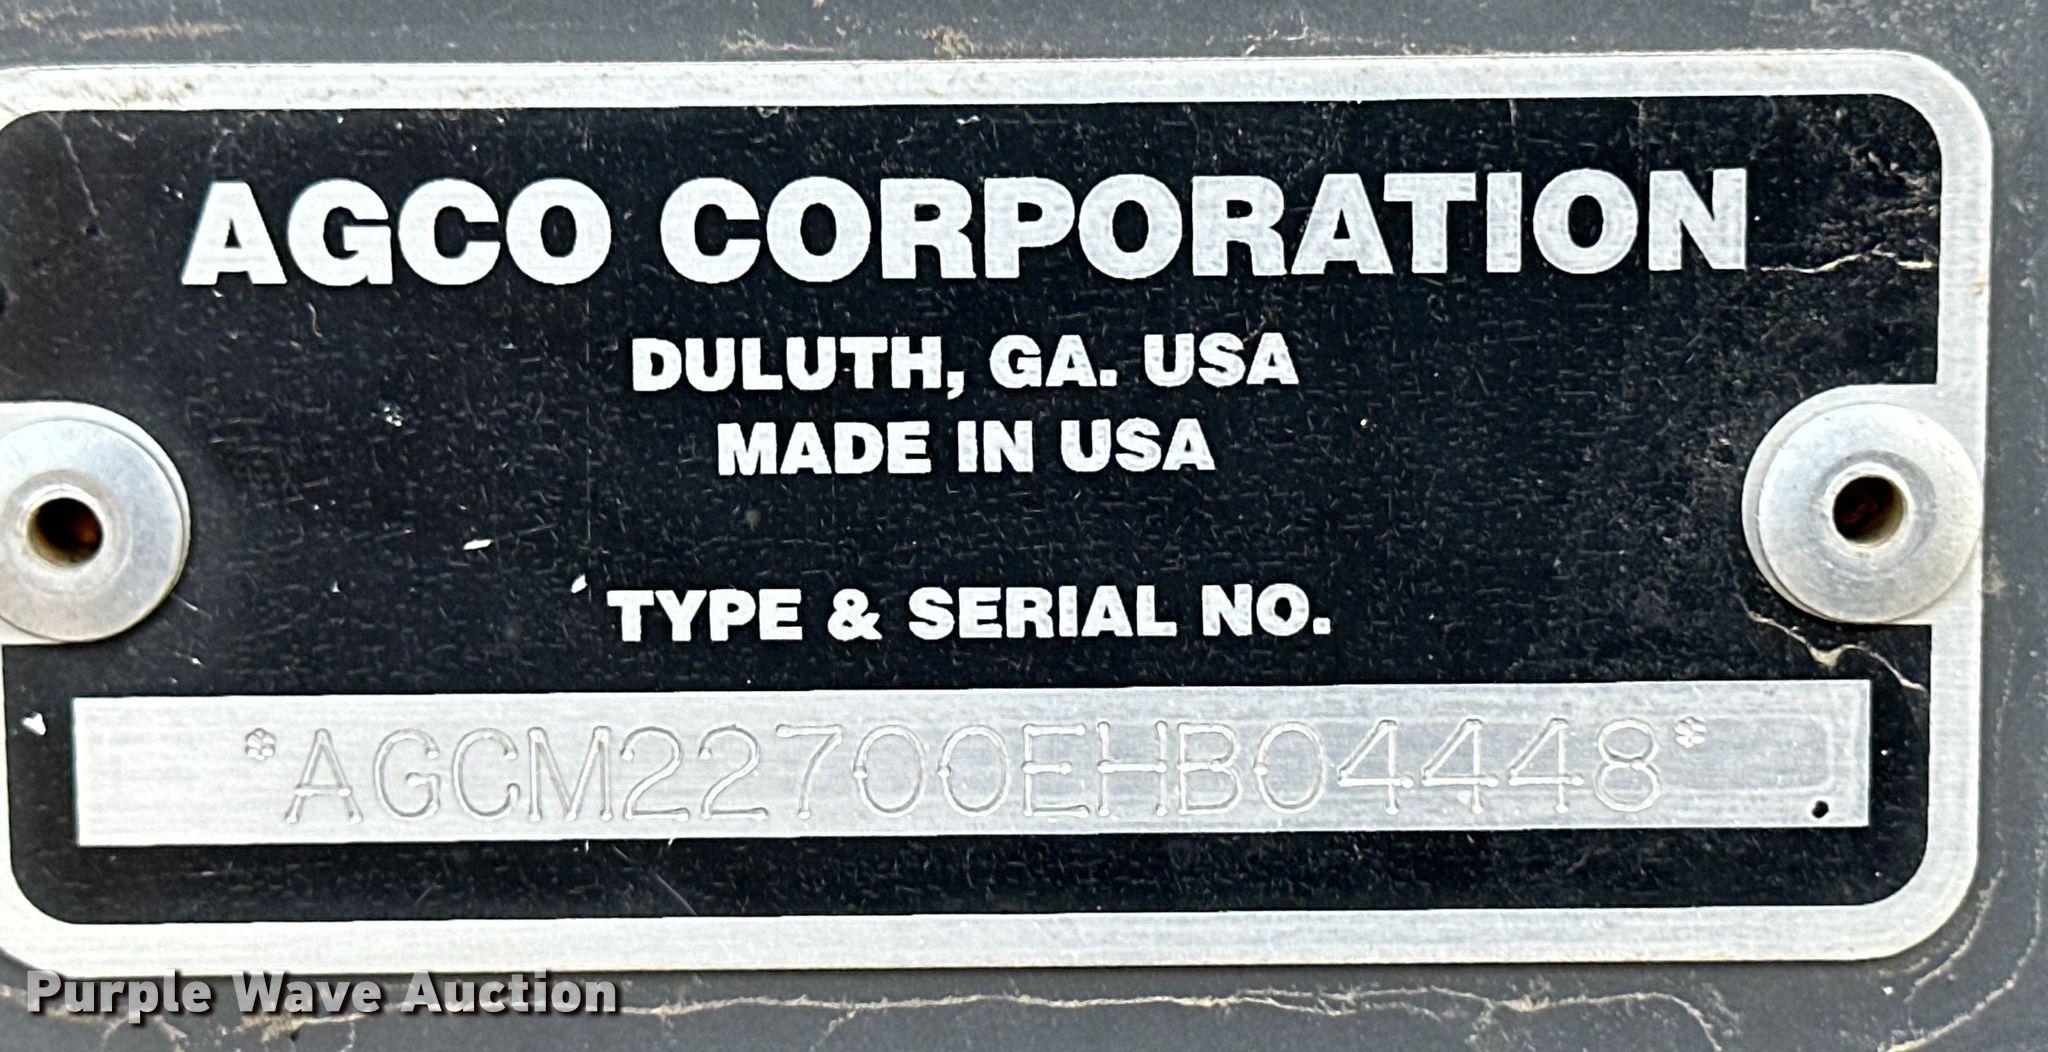 AGCO CORPORATION
DULUTH, GA. USA
MADE IN USA
TYPE & SERIAL NO.
*AGCM22700EHB04448*
Purple Wave Auction